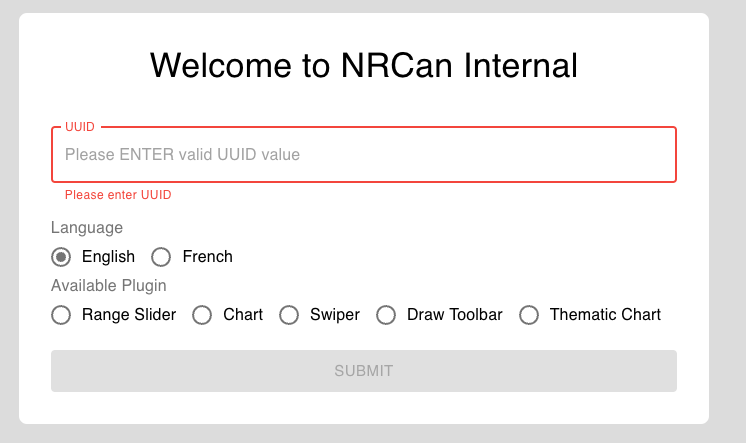 Welcome to NRCan Internal
UUID
Please ENTER valid UUID value
Please enter UUID
Language
English French
Available Plugin
Range Slider Chart Swiper Draw Toolbar Thematic Chart
SUBMIT